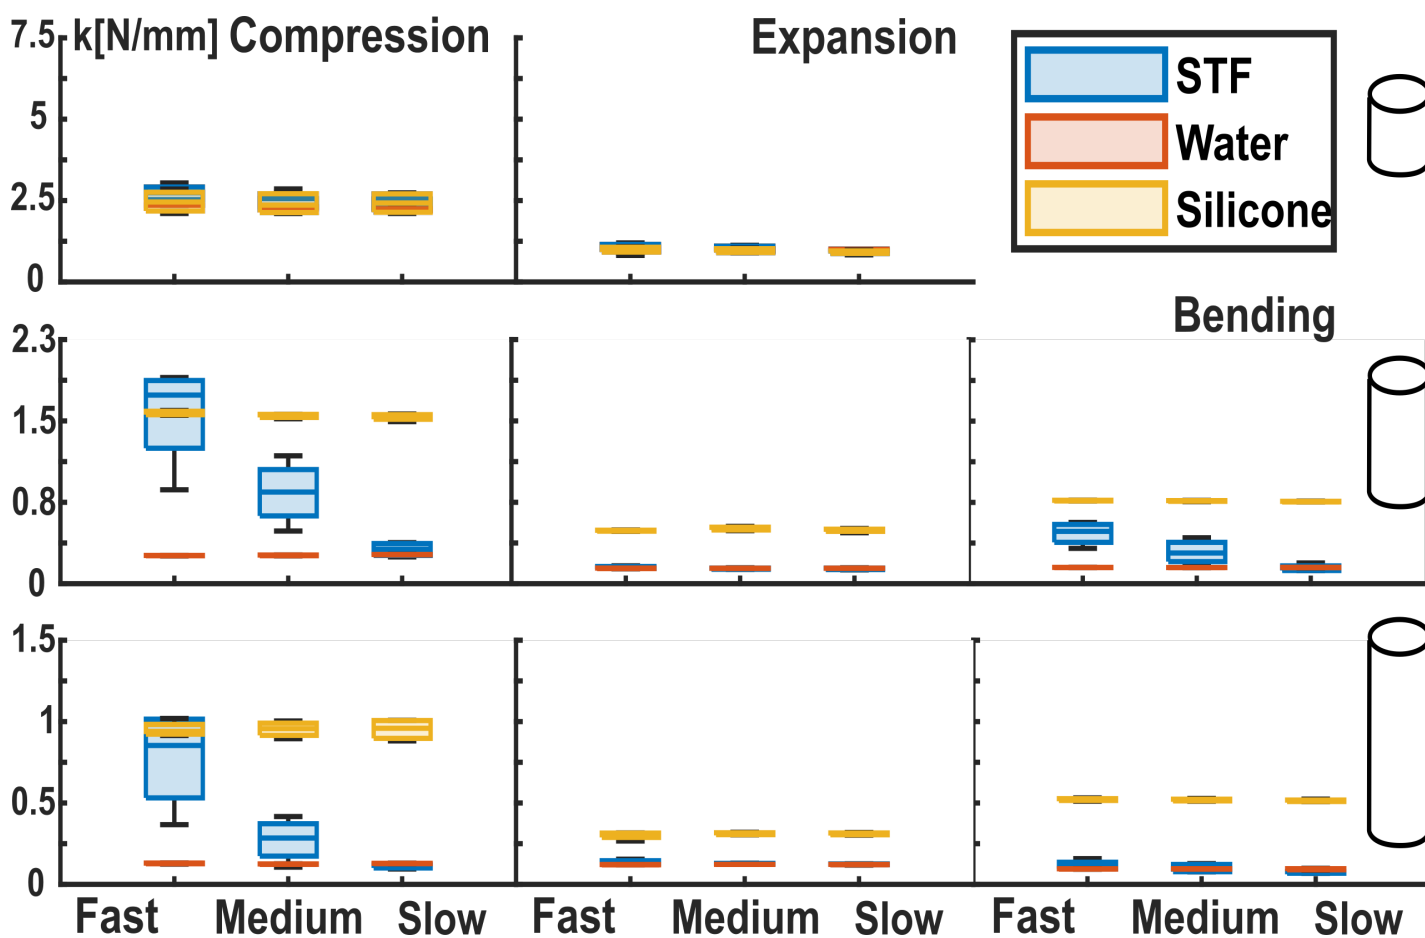 7.5 k[N/mm] Compression Expansion
STF
5
Water
2.5
Silicone
0
Bending
2.3
1.5
0.8
0
1.5
1
0.5
0
Fast Medium Slow Fast Medium Slow Fast Medium Slow